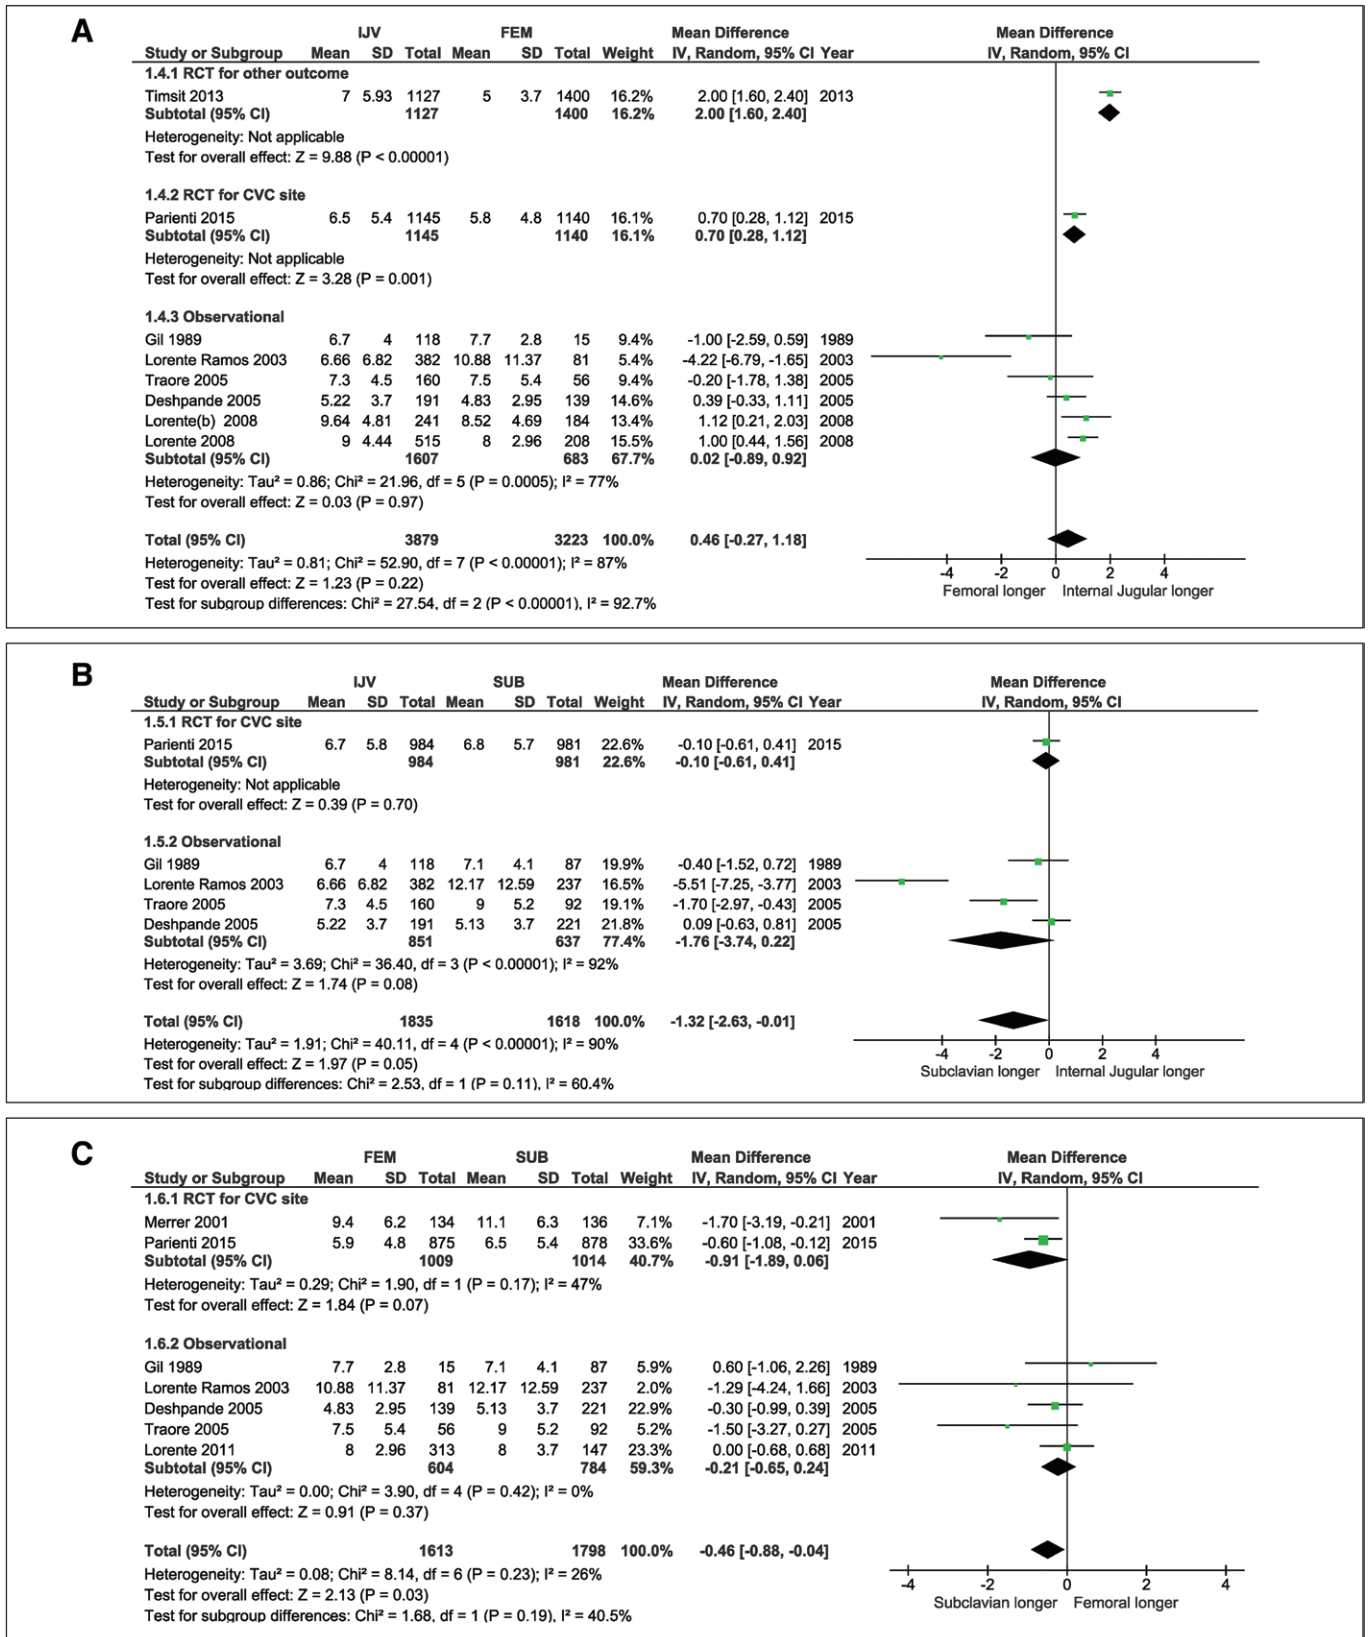 A
IJV FEM Mean Difference Mean Difference
Study or Subgroup Mean SD Total Mean SD Total Weight IV, Random, 95% CI Year IV, Random, 95% CI
1.4.1 RCT for other outcome
Timsit 2013 7 5.93 1127 5 3.7 1400 16.2% 2.00 [1.60, 2.40] 2013
Subtotal (95% CI) 1127 1400 16.2% 2.00 [1.60, 2.40]
Heterogeneity: Not applicable
Test for overall effect: Z = 9.88 (P < 0.00001)
1.4.2 RCT for CVC site
Parienti 2015 6.5 5.4 1145 5.8 4.8 1140 16.1% 0.70 [0.28, 1.12] 2015
Subtotal (95% CI) 1145 1140 16.1% 0.70 [0.28, 1.12]
Heterogeneity: Not applicable
Test for overall effect: Z = 3.28 (P = 0.001)
1.4.3 Observational
Gil 1989 6.7 4 118 7.7 2.8 15 9.4% -1.00 [-2.59, 0.59] 1989
Lorente Ramos 2003 6.66 6.82 382 10.88 11.37 81 5.4% -4.22 [-6.79, -1.65] 2003
Traore 2005 7.3 4.5 160 7.5 5.4 56 9.4% -0.20 [-1.78, 1.38] 2005
Deshpande 2005 5.22 3.7 191 4.83 2.95 139 14.6% 0.39 [-0.33, 1.11] 2005
Lorente(b) 2008 9.64 4.81 241 8.52 4.69 184 13.4% 1.12 [0.21, 2.03] 2008
Lorente 2008 9 4.44 515 8 2.96 208 15.5% 1.00 [0.44, 1.56] 2008
Subtotal (95% CI) 1607 683 67.7% 0.02 [-0.89, 0.92]
Heterogeneity: Tau² = 0.86; Chi² = 21.96, df = 5 (P = 0.0005); I² = 77%
Test for overall effect: Z = 0.03 (P = 0.97)
Total (95% CI) 3879 3223 100.0% 0.46 [-0.27, 1.18]
Heterogeneity: Tau² = 0.81; Chi² = 52.90, df = 7 (P < 0.00001); I² = 87%
Test for overall effect: Z = 1.23 (P = 0.22)
Test for subgroup differences: Chi² = 27.54, df = 2 (P < 0.00001), I² = 92.7%
-4 -2 0 2 4
Femoral longer Internal Jugular longer
B
IJV SUB Mean Difference Mean Difference
Study or Subgroup Mean SD Total Mean SD Total Weight IV, Random, 95% CI Year IV, Random, 95% CI
1.5.1 RCT for CVC site
Parienti 2015 6.7 5.8 984 6.8 5.7 981 22.6% -0.10 [-0.61, 0.41] 2015
Subtotal (95% CI) 984 981 22.6% -0.10 [-0.61, 0.41]
Heterogeneity: Not applicable
Test for overall effect: Z = 0.39 (P = 0.70)
1.5.2 Observational
Gil 1989 6.7 4 118 7.1 4.1 87 19.9% -0.40 [-1.52, 0.72] 1989
Lorente Ramos 2003 6.66 6.82 382 12.17 12.59 237 16.5% -5.51 [-7.25, -3.77] 2003
Traore 2005 7.3 4.5 160 9 5.2 92 19.1% -1.70 [-2.97, -0.43] 2005
Deshpande 2005 5.22 3.7 191 5.13 3.7 221 21.8% 0.09 [-0.63, 0.81] 2005
Subtotal (95% CI) 851 637 77.4% -1.76 [-3.74, 0.22]
Heterogeneity: Tau² = 3.69; Chi² = 36.40, df = 3 (P < 0.00001); I² = 92%
Test for overall effect: Z = 1.74 (P = 0.08)
Total (95% CI) 1835 1618 100.0% -1.32 [-2.63, -0.01]
Heterogeneity: Tau² = 1.91; Chi² = 40.11, df = 4 (P < 0.00001); I² = 90%
Test for overall effect: Z = 1.97 (P = 0.05)
Test for subgroup differences: Chi² = 2.53, df = 1 (P = 0.11), I² = 60.4%
-4 -2 0 2 4
Subclavian longer Internal Jugular longer
C
FEM SUB Mean Difference Mean Difference
Study or Subgroup Mean SD Total Mean SD Total Weight IV, Random, 95% CI Year IV, Random, 95% CI
1.6.1 RCT for CVC site
Merrer 2001 9.4 6.2 134 11.1 6.3 136 7.1% -1.70 [-3.19, -0.21] 2001
Parienti 2015 5.9 4.8 875 6.5 5.4 878 33.6% -0.60 [-1.08, -0.12] 2015
Subtotal (95% CI) 1009 1014 40.7% -0.91 [-1.89, 0.06]
Heterogeneity: Tau² = 0.29; Chi² = 1.90, df = 1 (P = 0.17); I² = 47%
Test for overall effect: Z = 1.84 (P = 0.07)
1.6.2 Observational
Gil 1989 7.7 2.8 15 7.1 4.1 87 5.9% 0.60 [-1.06, 2.26] 1989
Lorente Ramos 2003 10.88 11.37 81 12.17 12.59 237 2.0% -1.29 [-4.24, 1.66] 2003
Deshpande 2005 4.83 2.95 139 5.13 3.7 221 22.9% -0.30 [-0.99, 0.39] 2005
Traore 2005 7.5 5.4 56 9 5.2 92 5.2% -1.50 [-3.27, 0.27] 2005
Lorente 2011 8 2.96 313 8 3.7 147 23.3% 0.00 [-0.68, 0.68] 2011
Subtotal (95% CI) 604 784 59.3% -0.21 [-0.65, 0.24]
Heterogeneity: Tau² = 0.00; Chi² = 3.90, df = 4 (P = 0.42); I² = 0%
Test for overall effect: Z = 0.91 (P = 0.37)
Total (95% CI) 1613 1798 100.0% -0.46 [-0.88, -0.04]
Heterogeneity: Tau² = 0.08; Chi² = 8.14, df = 6 (P = 0.23); I² = 26%
Test for overall effect: Z = 2.13 (P = 0.03)
Test for subgroup differences: Chi² = 1.68, df = 1 (P = 0.19), I² = 40.5%
-4 -2 0 2 4
Subclavian longer Femoral longer